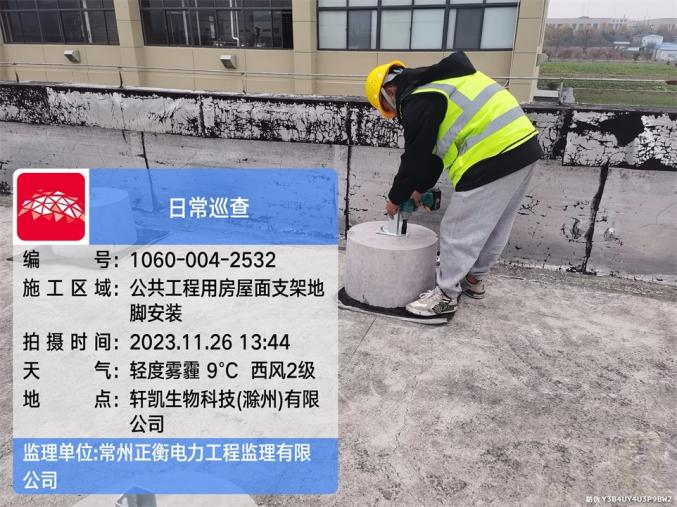 日常巡查
编号：1060-004-2532
施工区域：公共工程用房屋面支架地
脚安装
拍摄时间：2023.11.26 13:44
天气：轻度雾霾 9℃ 西风2级
地点：轩凯生物科技(滁州)有限
公司
监理单位:常州正衡电力工程监理有限
公司
防伪 Y3B4UY4U3P9BW2